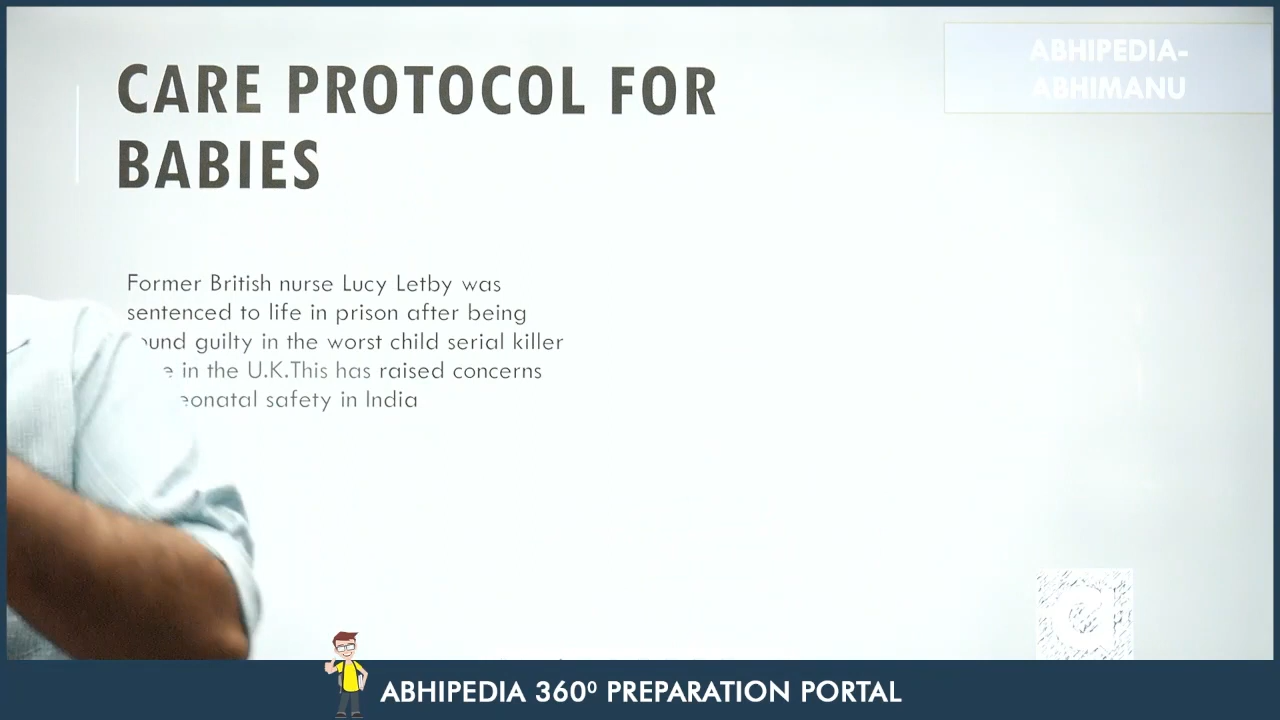 ABHIPEDIA-
ABHIMANU
CARE PROTOCOL FOR
BABIES
Former British nurse Lucy Letby was
sentenced to life in prison after being
guilty in the worst child serial killer
in the U.K.This has raised concerns
safety in India
ABHIPEDIA 360⁰ PREPARATION PORTAL